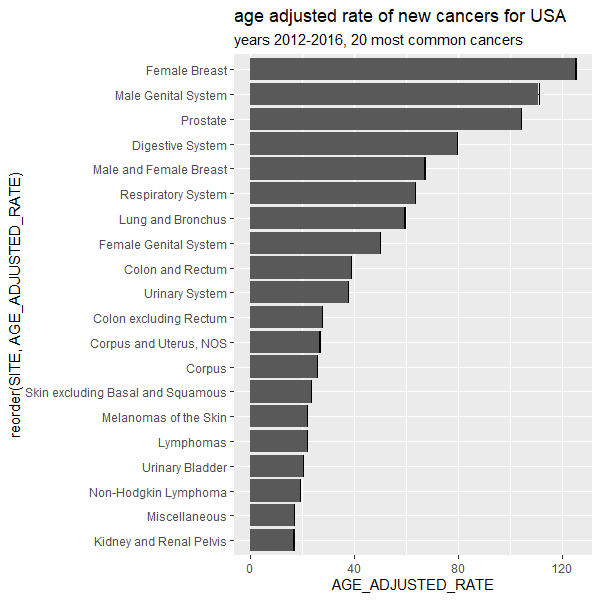 age adjusted rate of new cancers for USA
years 2012-2016, 20 most common cancers
reorder(SITE, AGE_ADJUSTED_RATE)
Female Breast
Male Genital System
Prostate
Digestive System
Male and Female Breast
Respiratory System
Lung and Bronchus
Female Genital System
Colon and Rectum
Urinary System
Colon excluding Rectum
Corpus and Uterus, NOS
Corpus
Skin excluding Basal and Squamous
Melanomas of the Skin
Lymphomas
Urinary Bladder
Non-Hodgkin Lymphoma
Miscellaneous
Kidney and Renal Pelvis
0 40 80 120
AGE_ADJUSTED_RATE